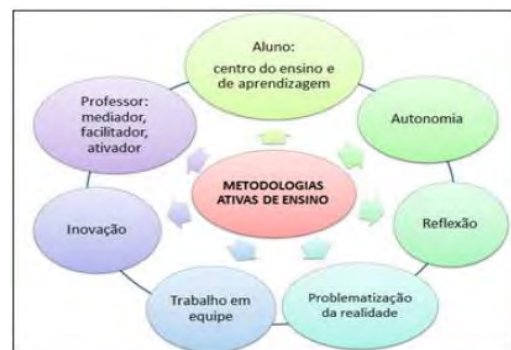 Aluno:
centro do ensino e
de aprendizagem
Autonomia
Reflexão
Problematização
da realidade
Trabalho em
equipe
Inovação
Professor:
mediador,
facilitador,
ativador
METODOLOGIAS
ATIVAS DE ENSINO